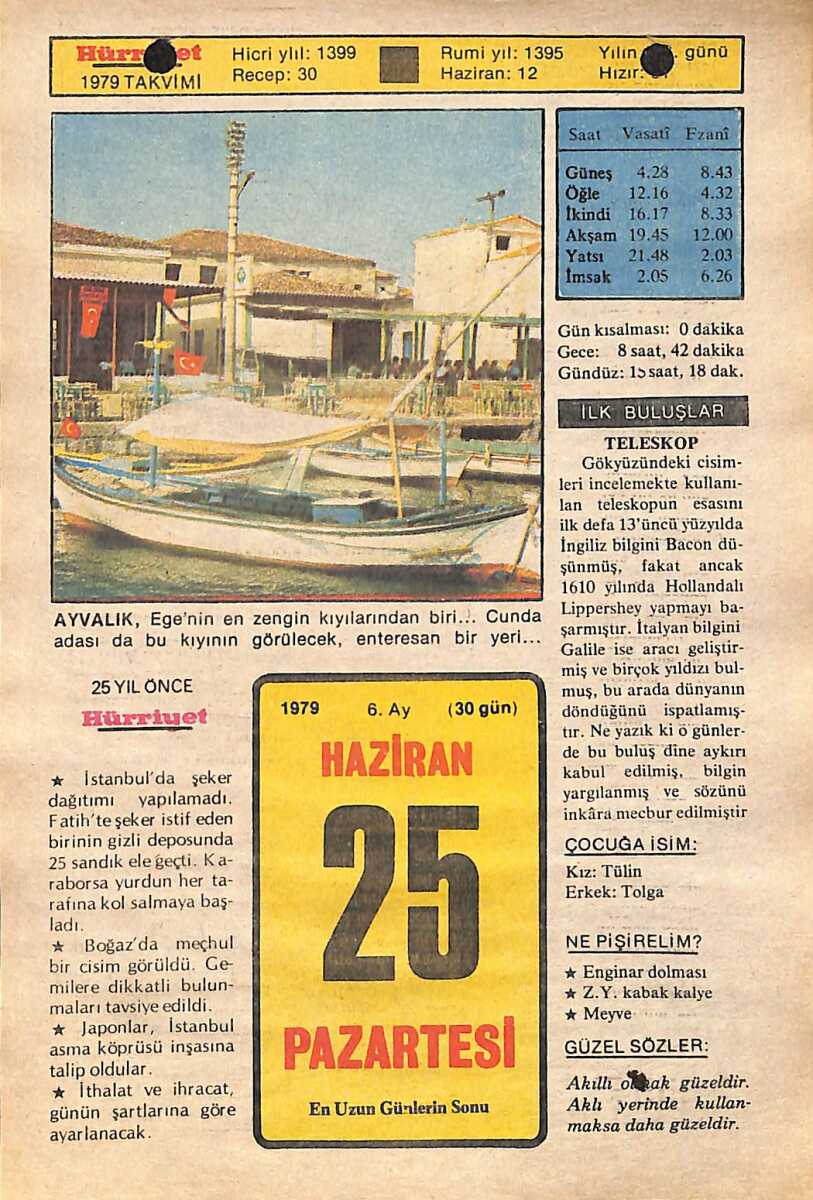 Hicri yılıl: 1399
Rumi yıl: 1395
Yılın günü
1979 TAKVİMİ
Recep: 30
Haziran: 12
Hızır:
Saat Vasatî Ezanî
Güneş 4.28 8.43
Öğle 12.16 4.32
İkindi 16.17 8.33
Akşam 19.45 12.00
Yatsı 21.48 2.03
İmsak 2.05 6.26
Gün kısalması: 0 dakika
Gece: 8 saat, 42 dakika
Gündüz: 15 saat, 18 dak.
İLK BULUŞLAR
TELESKOP
Gökyüzündeki cisim-
leri incelemekte kullanı-
lan teleskopun esasını
ilk defa 13'üncü yüzyılda
İngiliz bilgini Bacon dü-
şünmüş, fakat ancak
1610 yılında Hollandalı
Lippershey yapmayı ba-
şarmıştır. İtalyan bilgini
Galile ise aracı geliştir-
miş ve birçok yıldızı bul-
muş, bu arada dünyanın
döndüğünü ispatlamış-
tır. Ne yazık ki o günler-
de bu buluş dine aykırı
kabul edilmiş, bilgin
yargılanmış ve sözünü
inkâra mecbur edilmiştir
AYVALIK, Ege'nin en zengin kıyılarından biri... Cunda
adası da bu kıyının görülecek, enteresan bir yeri...
25 YIL ÖNCE
Hürriyet
★ İstanbul'da şeker
dağıtımı yapılamadı.
Fatih'te şeker istif eden
birinin gizli deposunda
25 sandık ele geçti. Ka-
raborsa yurdun her ta-
rafına kol salmaya baş-
ladı.
★ Boğaz'da meçhul
bir cisim görüldü. Ge-
milere dikkatli bulun-
maları tavsiye edildi.
★ Japonlar, İstanbul
asma köprüsü inşasına
talip oldular.
★ İthalat ve ihracat,
günün şartlarına göre
ayarlanacak.
1979 6. Ay (30 gün)
HAZİRAN
25
PAZARTESİ
En Uzun Günlerin Sonu
ÇOCUĞA İSİM:
Kız: Tülin
Erkek: Tolga
NE PİŞİRELİM?
★ Enginar dolması
★ Z.Y. kabak kalye
★ Meyve
GÜZEL SÖZLER:
Akıllı güzeldir.
Aklı yerinde kullan-
maksa daha güzeldir.